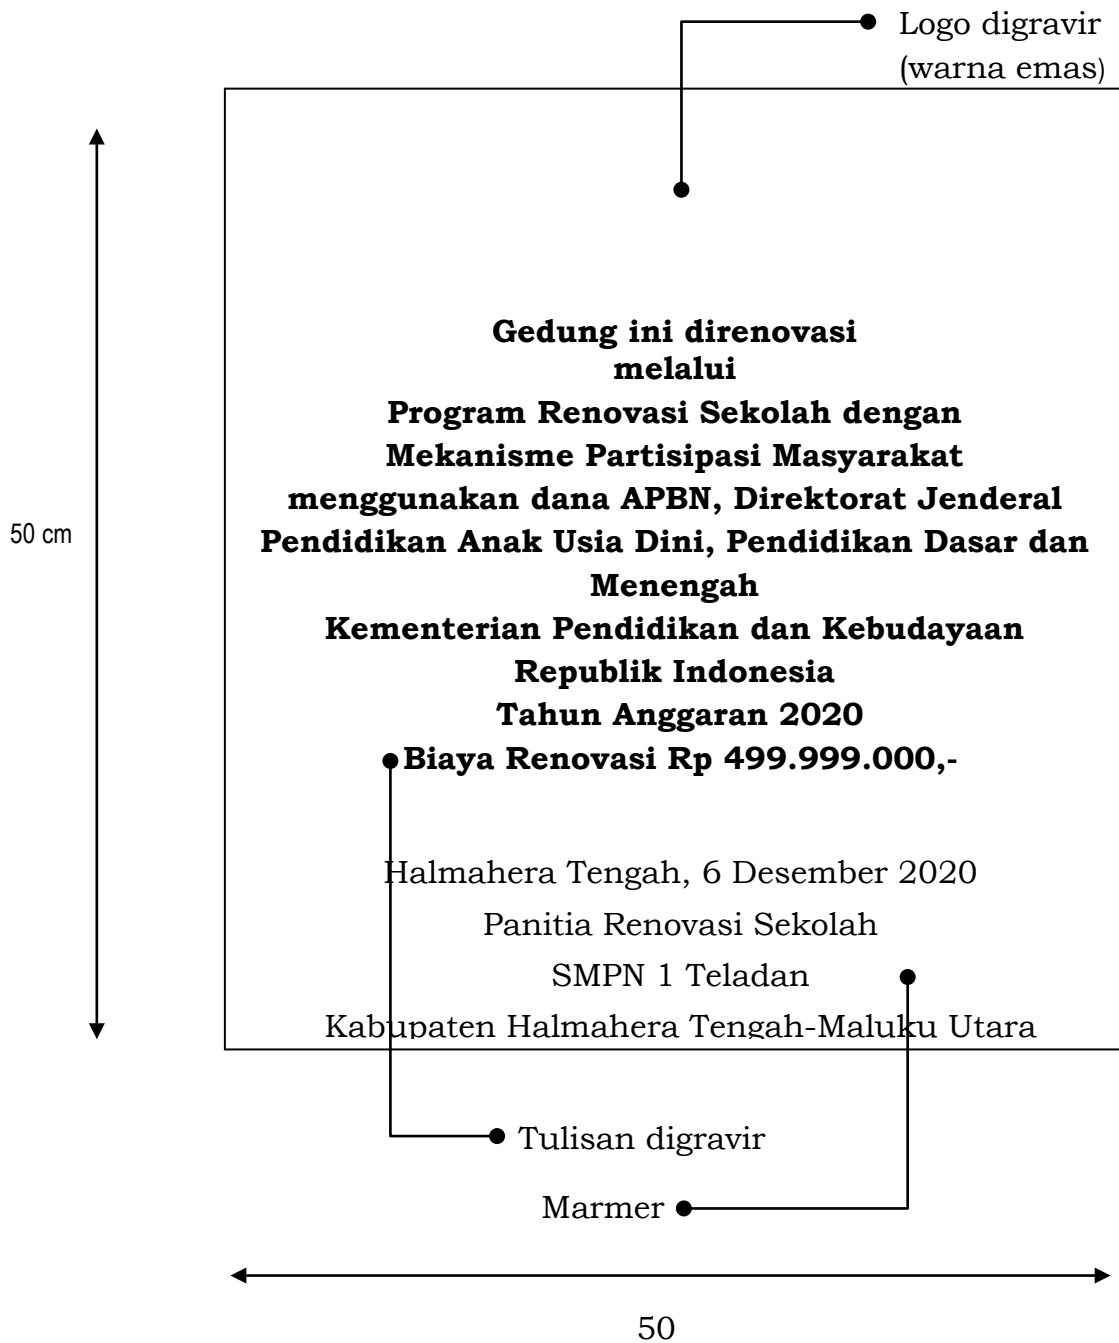 Logo digravir
(warna emas)
Gedung ini direnovasi
melalui
Program Renovasi Sekolah dengan
Mekanisme Partisipasi Masyarakat
menggunakan dana APBN, Direktorat Jenderal
50 cm
Pendidikan Anak Usia Dini, Pendidikan Dasar dan
Menengah
Kementerian Pendidikan dan Kebudayaan
Republik Indonesia
Tahun Anggaran 2020
Biaya Renovasi Rp 499.999.000,-
Halmahera Tengah, 6 Desember 2020
Panitia Renovasi Sekolah
SMPN 1 Teladan
Kabupaten Halmahera Tengah-Maluku Utara
Tulisan digravir
Marmer
50